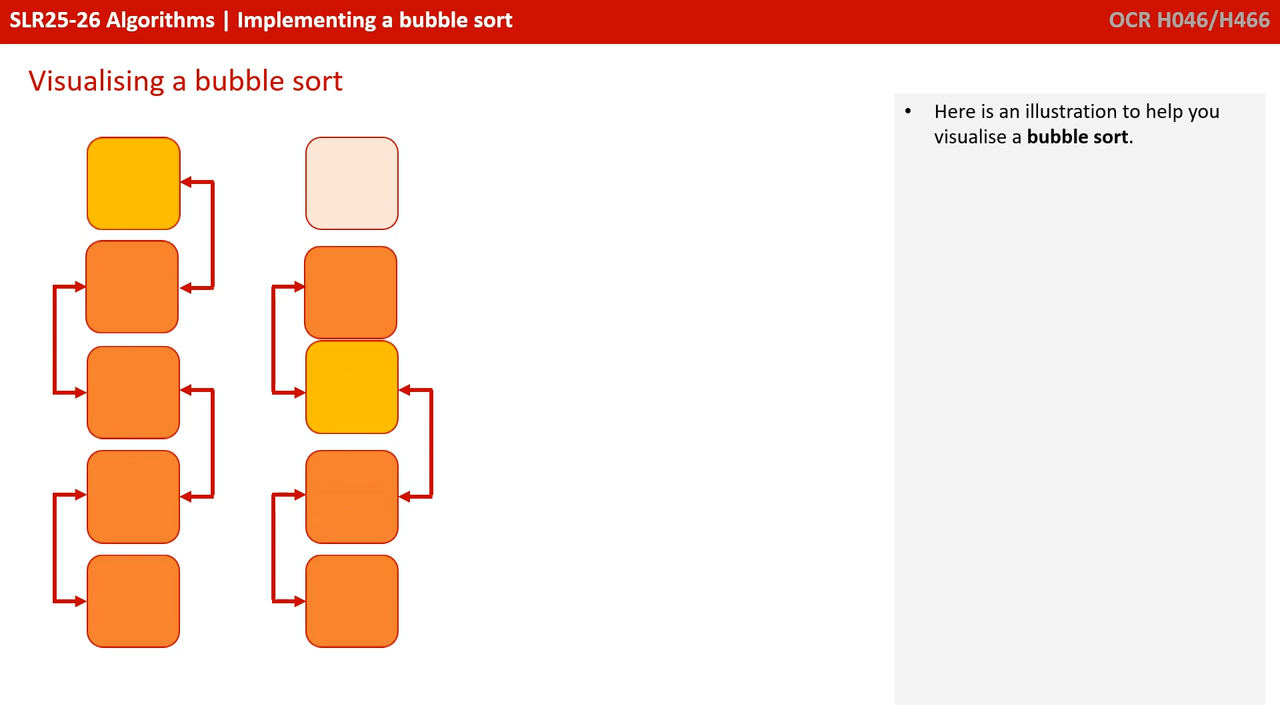 SLR25-26 Algorithms | Implementing a bubble sort
OCR H046/H466
Visualising a bubble sort
• Here is an illustration to help you
visualise a bubble sort.